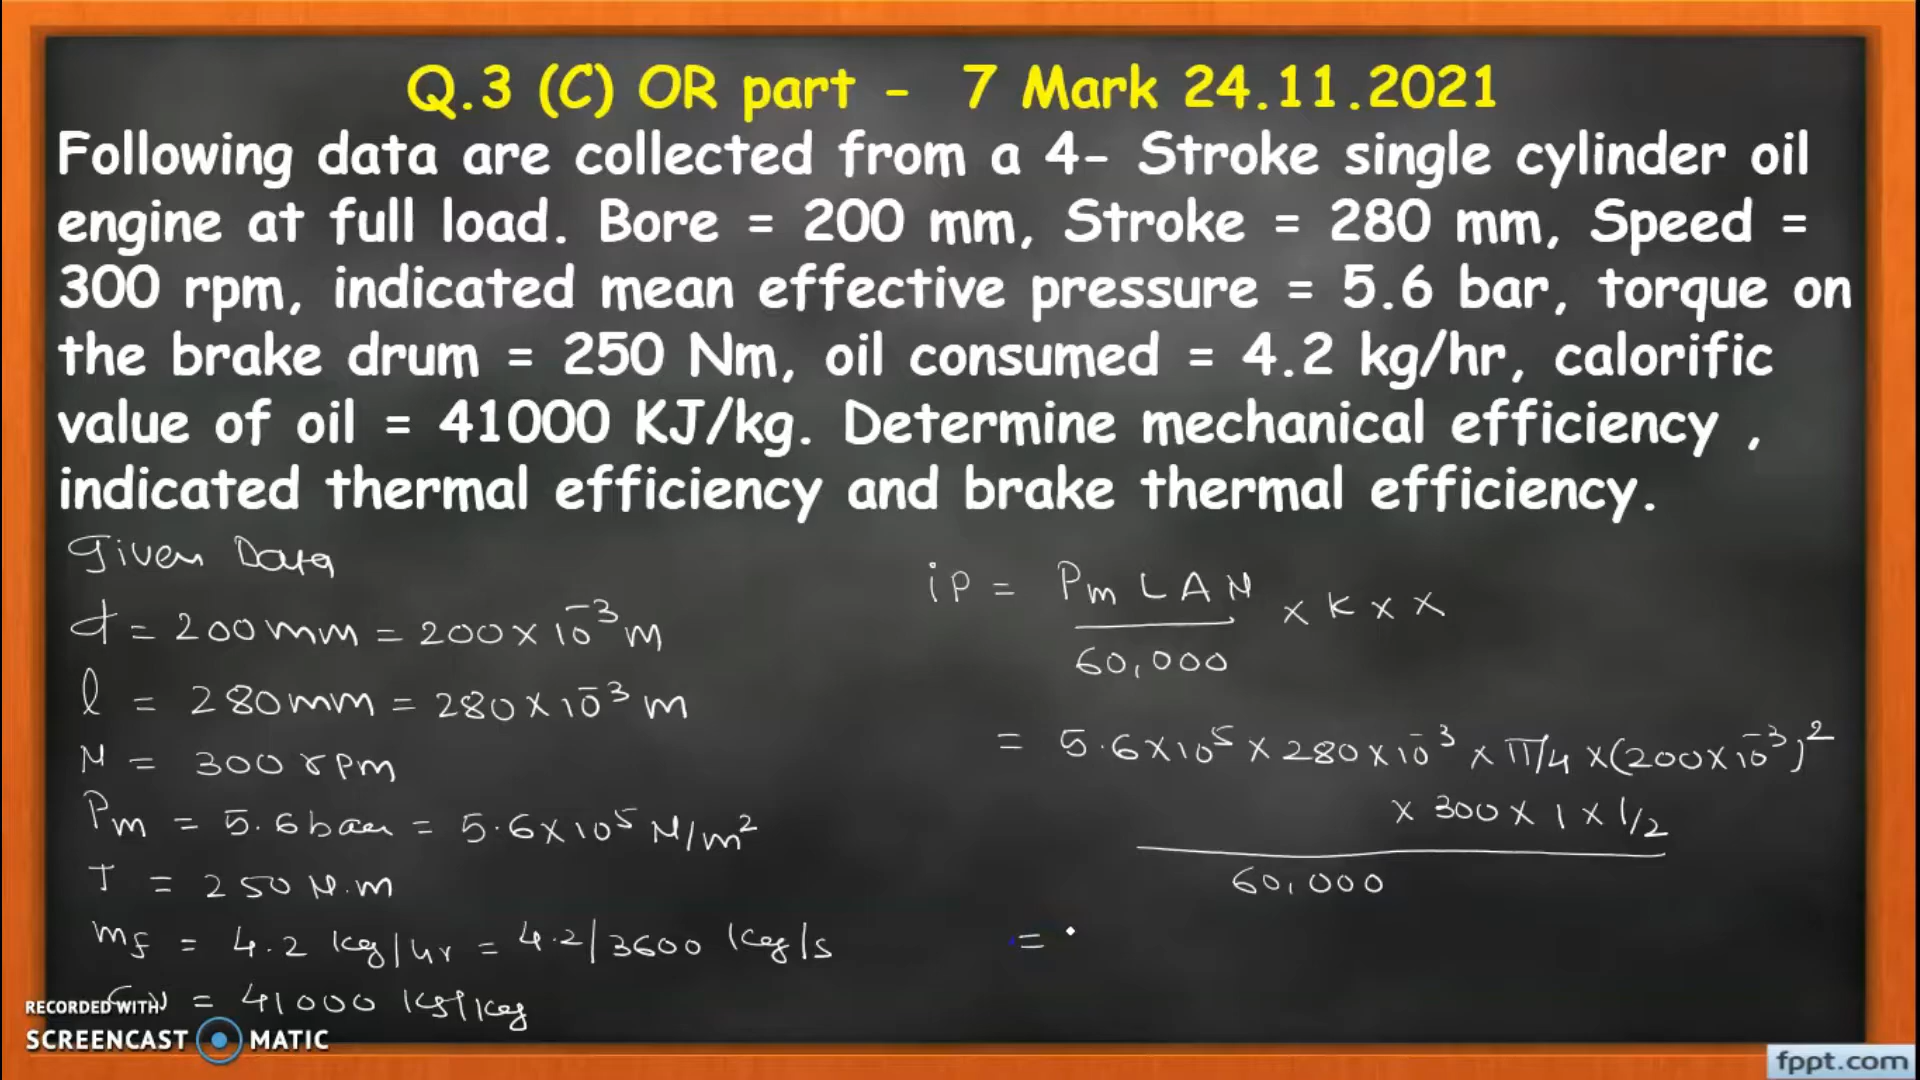 Q.3 (C) OR part - 7 Mark 24.11.2021
Following data are collected from a 4- Stroke single cylinder oil
engine at full load. Bore = 200 mm, Stroke = 280 mm, Speed =
300 rpm, indicated mean effective pressure = 5.6 bar, torque on
the brake drum = 250 Nm, oil consumed = 4.2 kg/hr, calorific
value of oil = 41000 KJ/kg. Determine mechanical efficiency ,
indicated thermal efficiency and brake thermal efficiency.
Given Data
d = 200mm = 200 x 10⁻³ m
l = 280mm = 280 x 10⁻³ m
N = 300 rpm
Pm = 5.6 bar = 5.6 x 10⁵ N/m²
T = 250 N.m
mf = 4.2 kg/hr = 4.2/3600 kg/s
= 41000 kJ/kg
iP = Pm L A N x K x x
60,000
= 5.6 x 10⁵ x 280 x 10⁻³ x π/4 x (200 x 10⁻³)²
x 300 x 1 x 1/2
60,000
=
RECORDED WITH
SCREENCAST MATIC
fppt.com